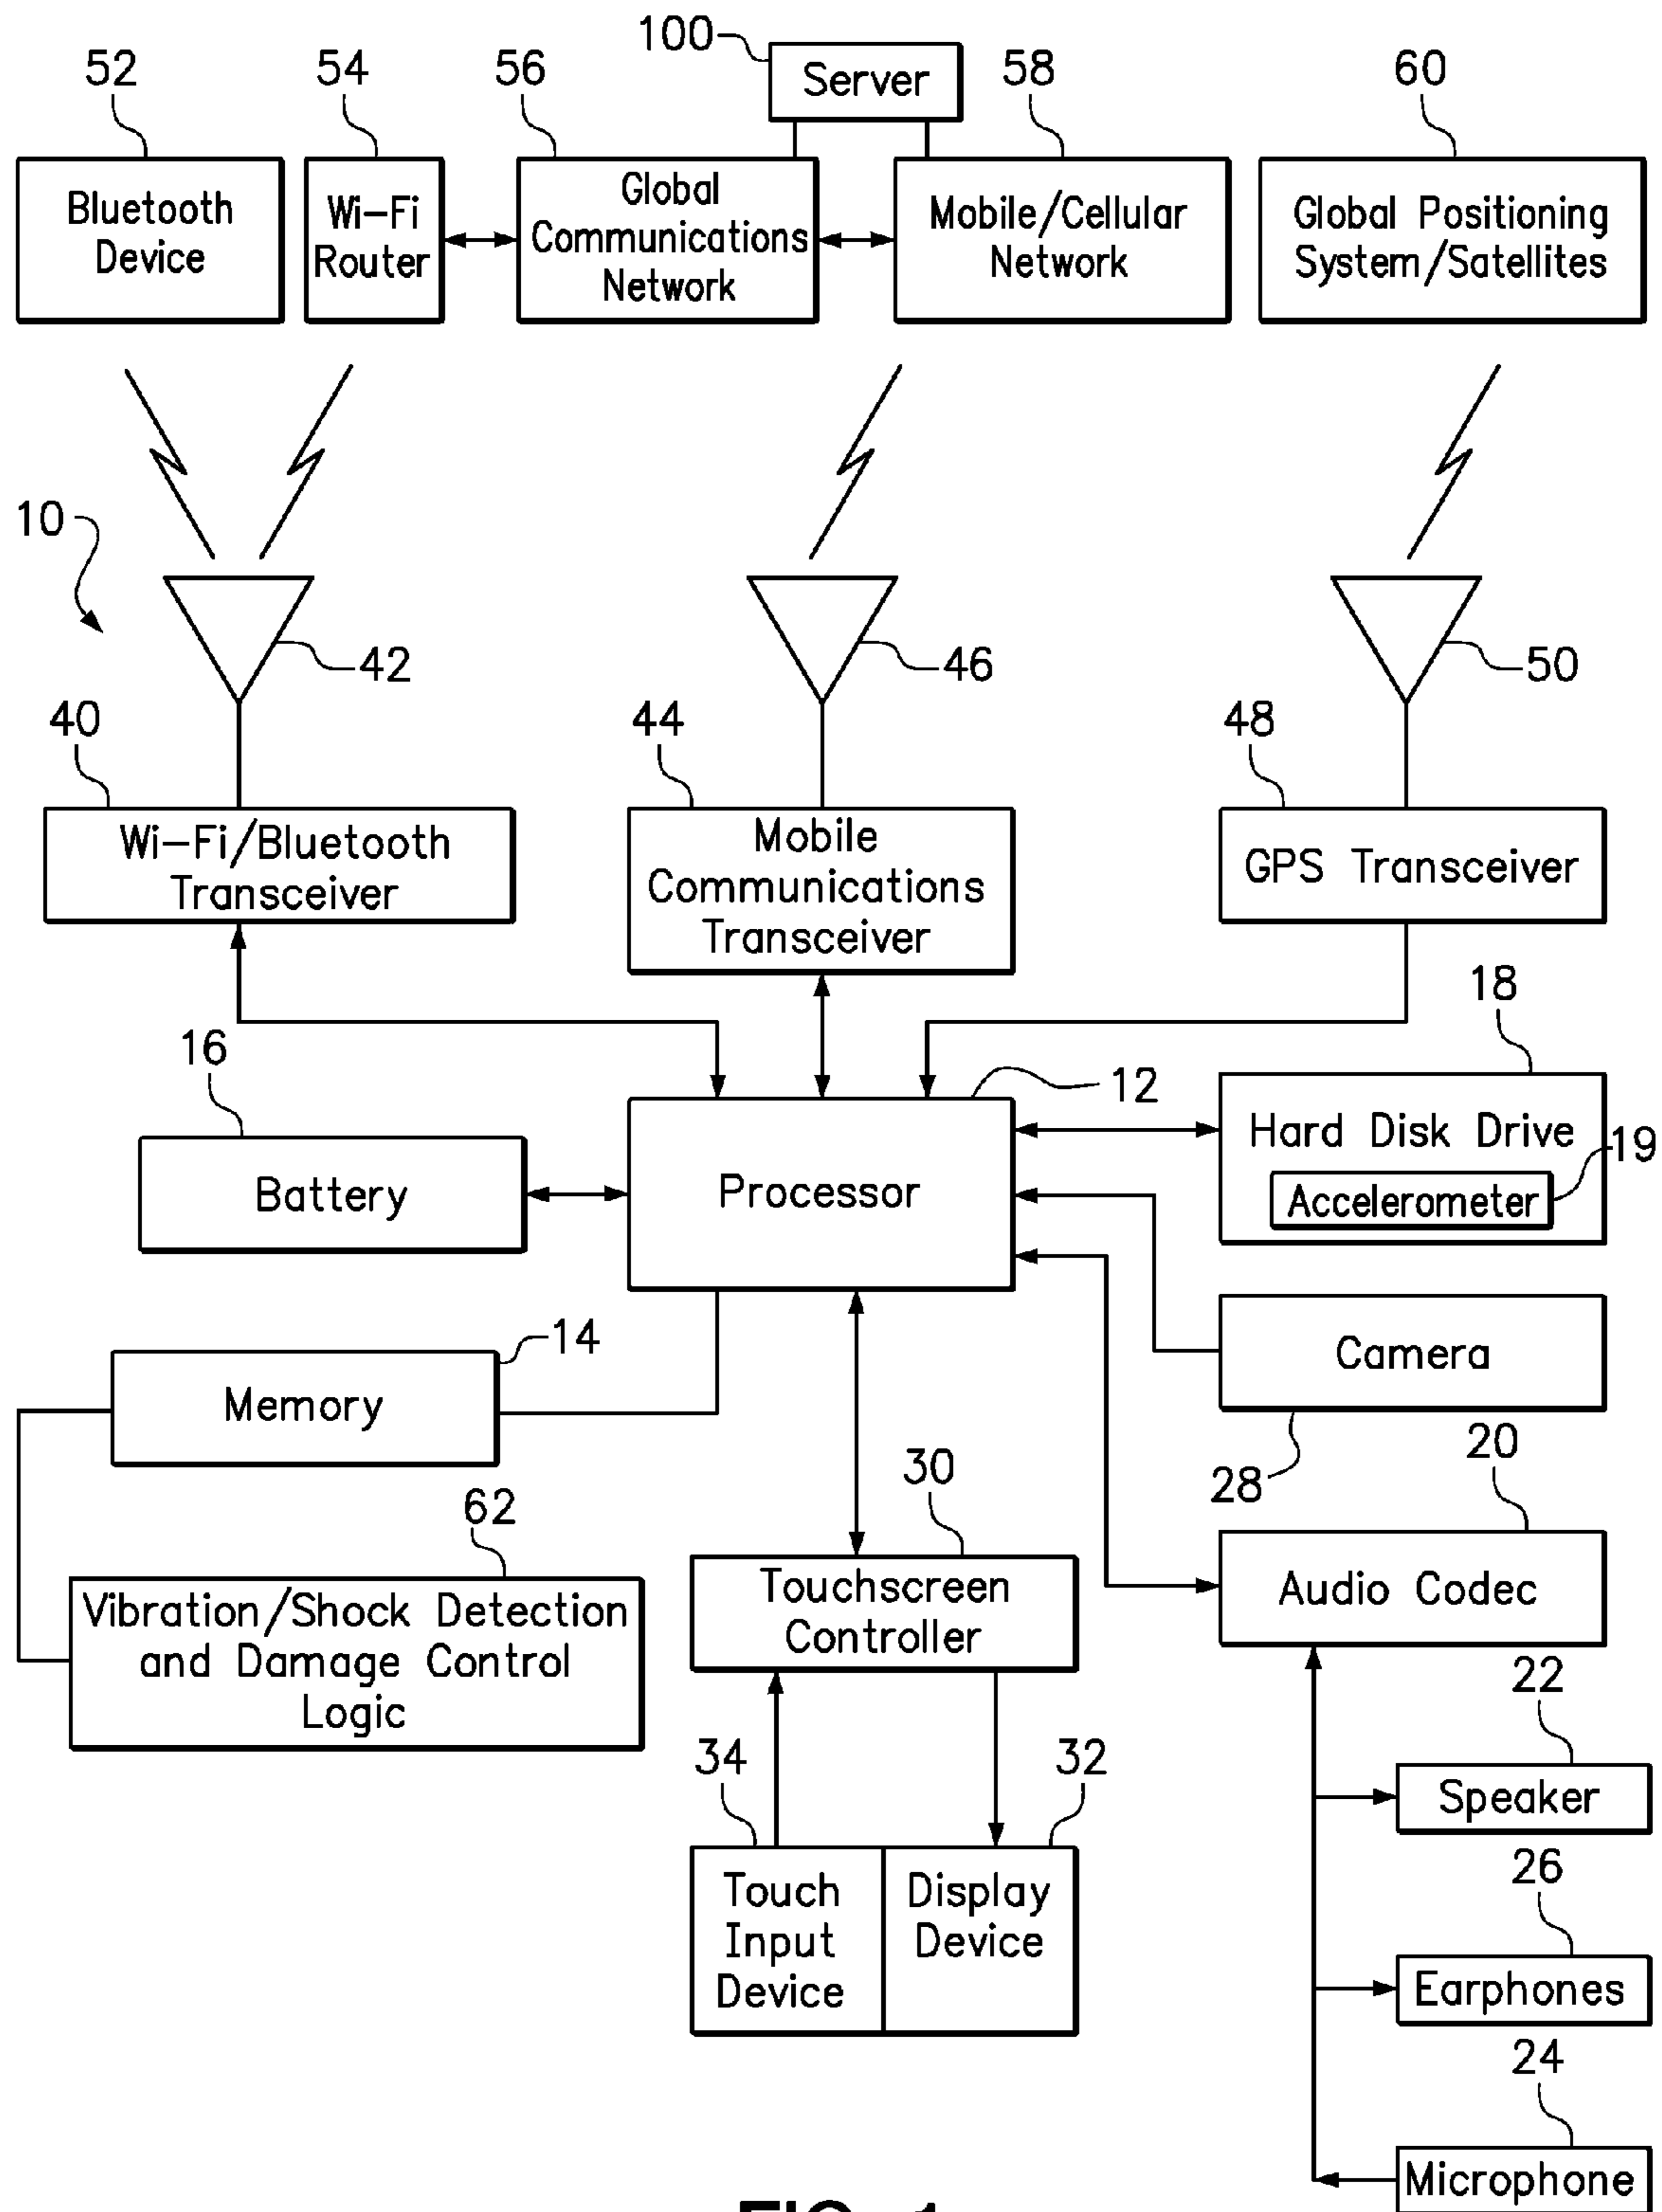 100
Server
52
54
56
58
60
Bluetooth
Device
Wi-Fi
Router
Global
Communications
Network
Mobile/Cellular
Network
Global Positioning
System/Satellites
10
42
46
50
40
44
48
Wi-Fi/Bluetooth
Transceiver
Mobile
Communications
Transceiver
GPS Transceiver
18
16
12
Hard Disk Drive
19
Accelerometer
Battery
Processor
14
Memory
Camera
28
20
30
62
Vibration/Shock Detection
and Damage Control
Logic
Touchscreen
Controller
Audio Codec
22
34
32
Speaker
Touch
Input
Device
Display
Device
26
Earphones
24
Microphone
FIG. 1